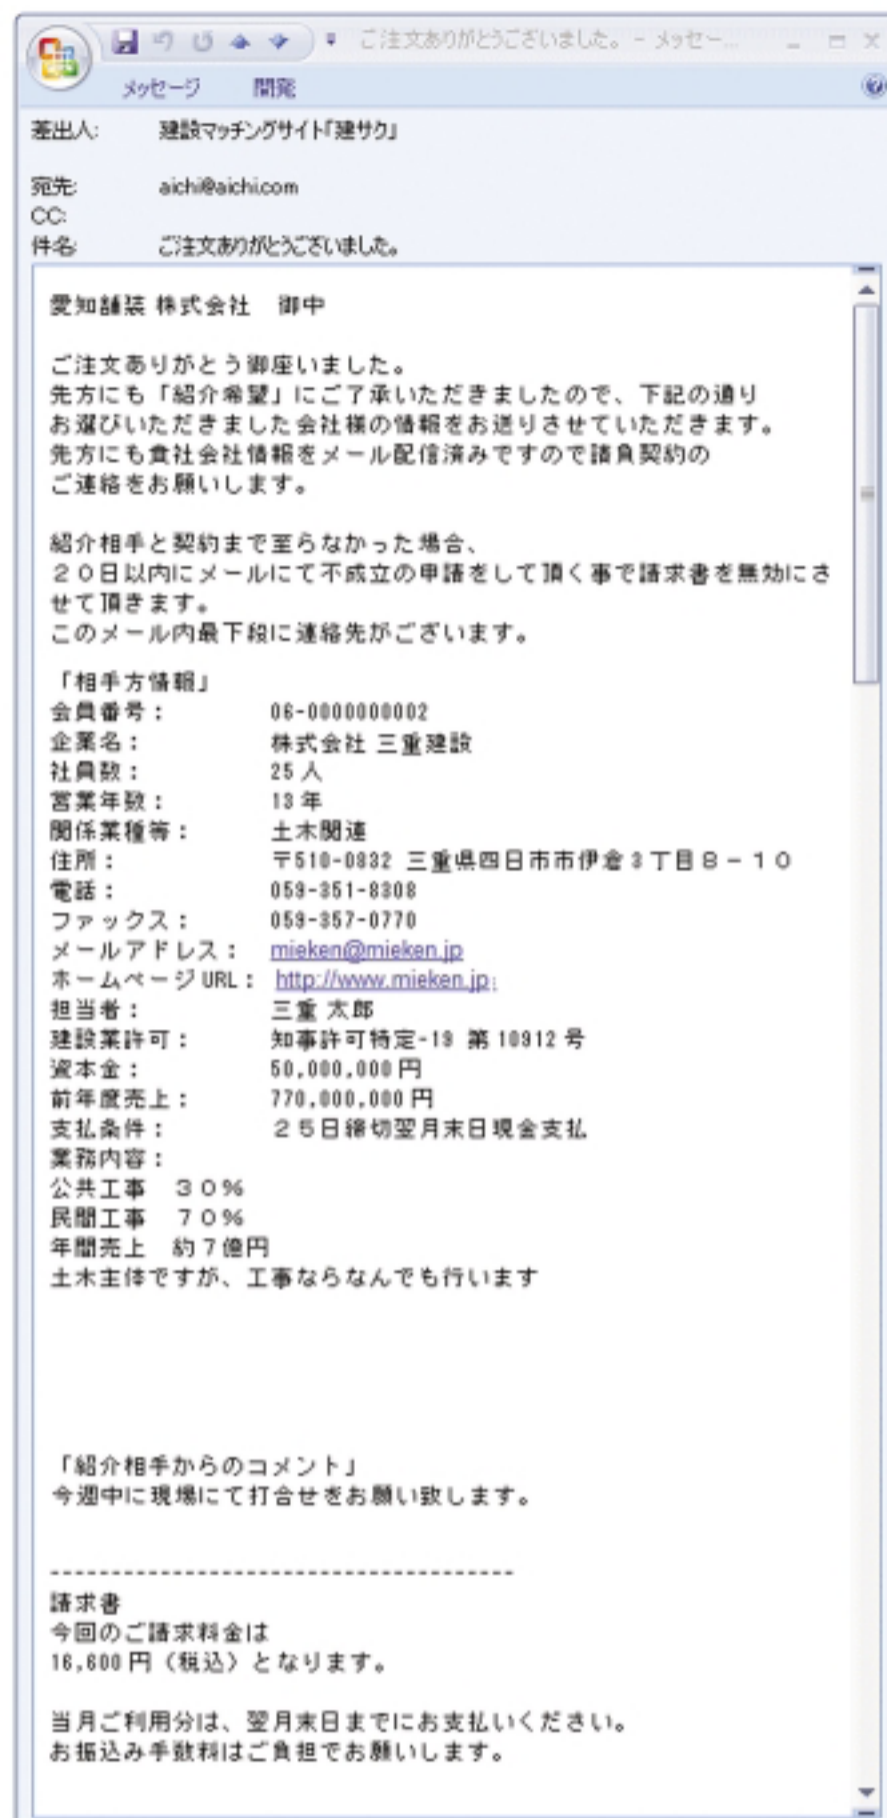 ご注文ありがとうございました。 - メッセー...
メッセージ 開発
差出人: 建設マッチングサイト「建サク」
宛先: aichi@aichi.com
CC:
件名: ご注文ありがとうございました。
愛知舗装 株式会社 御中
ご注文ありがとう御座いました。
先方にも「紹介希望」にご了承いただきましたので、下記の通り
お選びいただきました会社様の情報をお送りさせていただきます。
先方にも貴社会社情報をメール配信済みですので請負契約の
ご連絡をお願いします。
紹介相手と契約まで至らなかった場合、
２０日以内にメールにて不成立の申請をして頂く事で請求書を無効にさ
せて頂きます。
このメール内最下段に連絡先がございます。
「相手方情報」
会員番号： 06-0000000002
企業名： 株式会社 三重建設
社員数： 25 人
営業年数： 13 年
関係業種等： 土木関連
住所： 〒510-0832 三重県四日市市伊倉３丁目８－１０
電話： 059-351-8308
ファックス： 059-357-0770
メールアドレス： mieken@mieken.jp
ホームページ URL： http://www.mieken.jp
担当者： 三重 太郎
建設業許可： 知事許可特定-19 第 10912 号
資本金： 50,000,000 円
前年度売上： 770,000,000 円
支払条件： ２５日締切翌月末日現金支払
業務内容：
公共工事 ３０％
民間工事 ７０％
年間売上 約７億円
土木主体ですが、工事ならなんでも行います
「紹介相手からのコメント」
今週中に現場にて打合せをお願い致します。
--------------------------------------
請求書
今回のご請求料金は
16,600 円（税込）となります。
当月ご利用分は、翌月末日までにお支払いください。
お振込み手数料はご負担でお願いします。